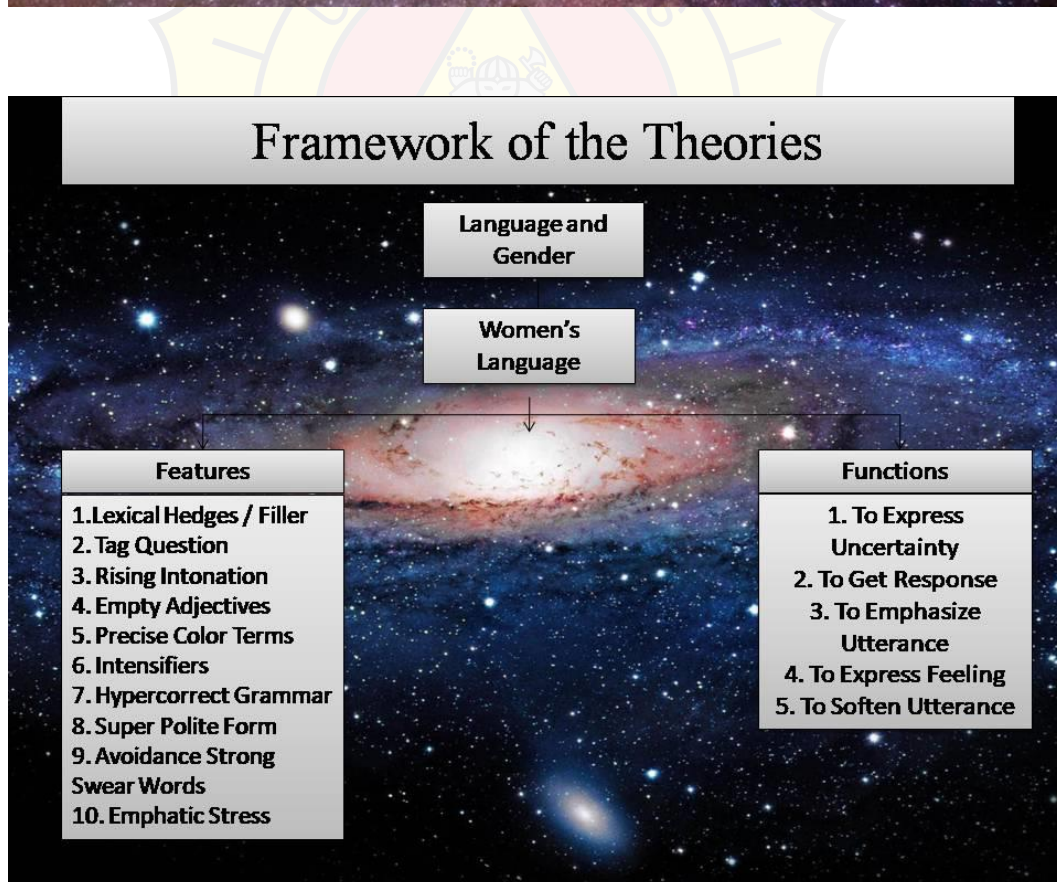 Framework of the Theories
Language and
Gender
Women's
Language
Features
1.Lexical Hedges / Filler
2. Tag Question
3. Rising Intonation
4. Empty Adjectives
5. Precise Color Terms
6. Intensifiers
7. Hypercorrect Grammar
8. Super Polite Form
9. Avoidance Strong
Swear Words
10. Emphatic Stress
Functions
1. To Express
Uncertainty
2. To Get Response
3. To Emphasize
Utterance
4. To Express Feeling
5. To Soften Utterance